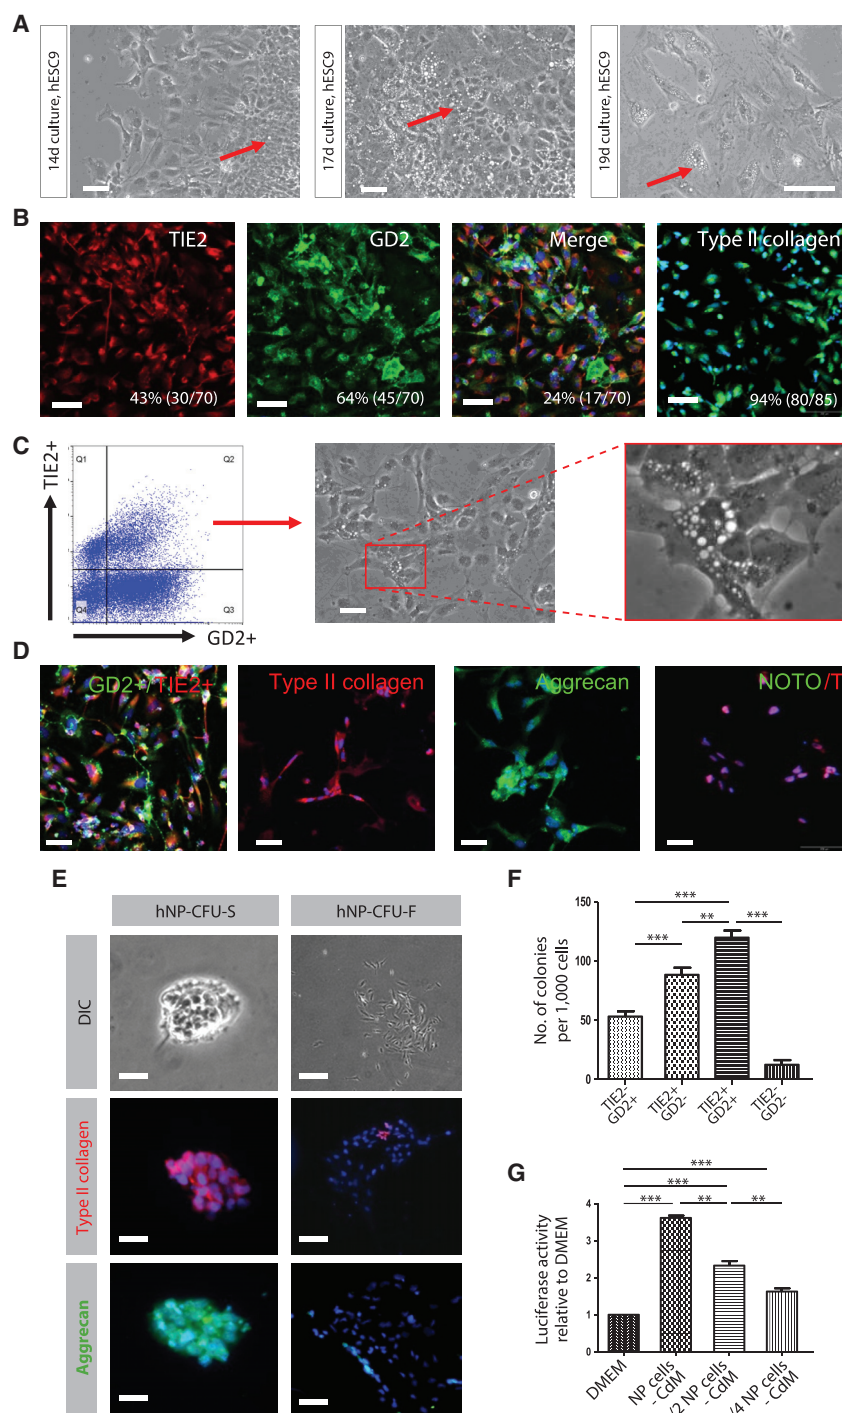 A
14d culture, hESC9
17d culture, hESC9
19d culture, hESC9
B
TIE2
43% (30/70)
GD2
64% (45/70)
Merge
24% (17/70)
Type II collagen
94% (80/85)
C
TIE2+
Q1
Q2
Q4
Q3
GD2+
D
GD2+/TIE2+
Type II collagen
Aggrecan
NOTO/T
E
hNP-CFU-S
hNP-CFU-F
DIC
Type II collagen
Aggrecan
F
No. of colonies
per 1,000 cells
150
100
50
0
***
***
**
***
TIE2-
GD2+
TIE2+
GD2-
TIE2+
GD2+
TIE2-
GD2-
G
Luciferase activity
relative to DMEM
4
3
2
1
0
***
***
***
**
**
DMEM
NP cells
- CdM
/2 NP cells
- CdM
/4 NP cells
- CdM